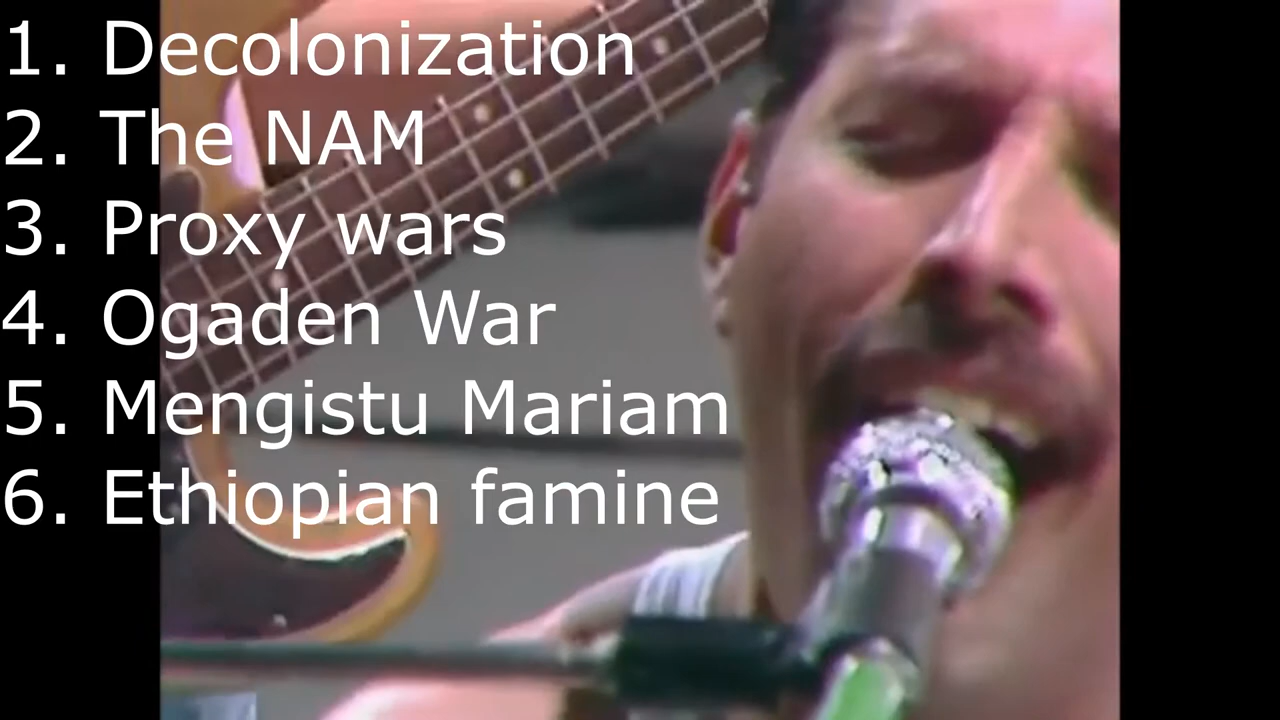 1. Decolonization
2. The NAM
3. Proxy wars
4. Ogaden War
5. Mengistu Mariam
6. Ethiopian famine